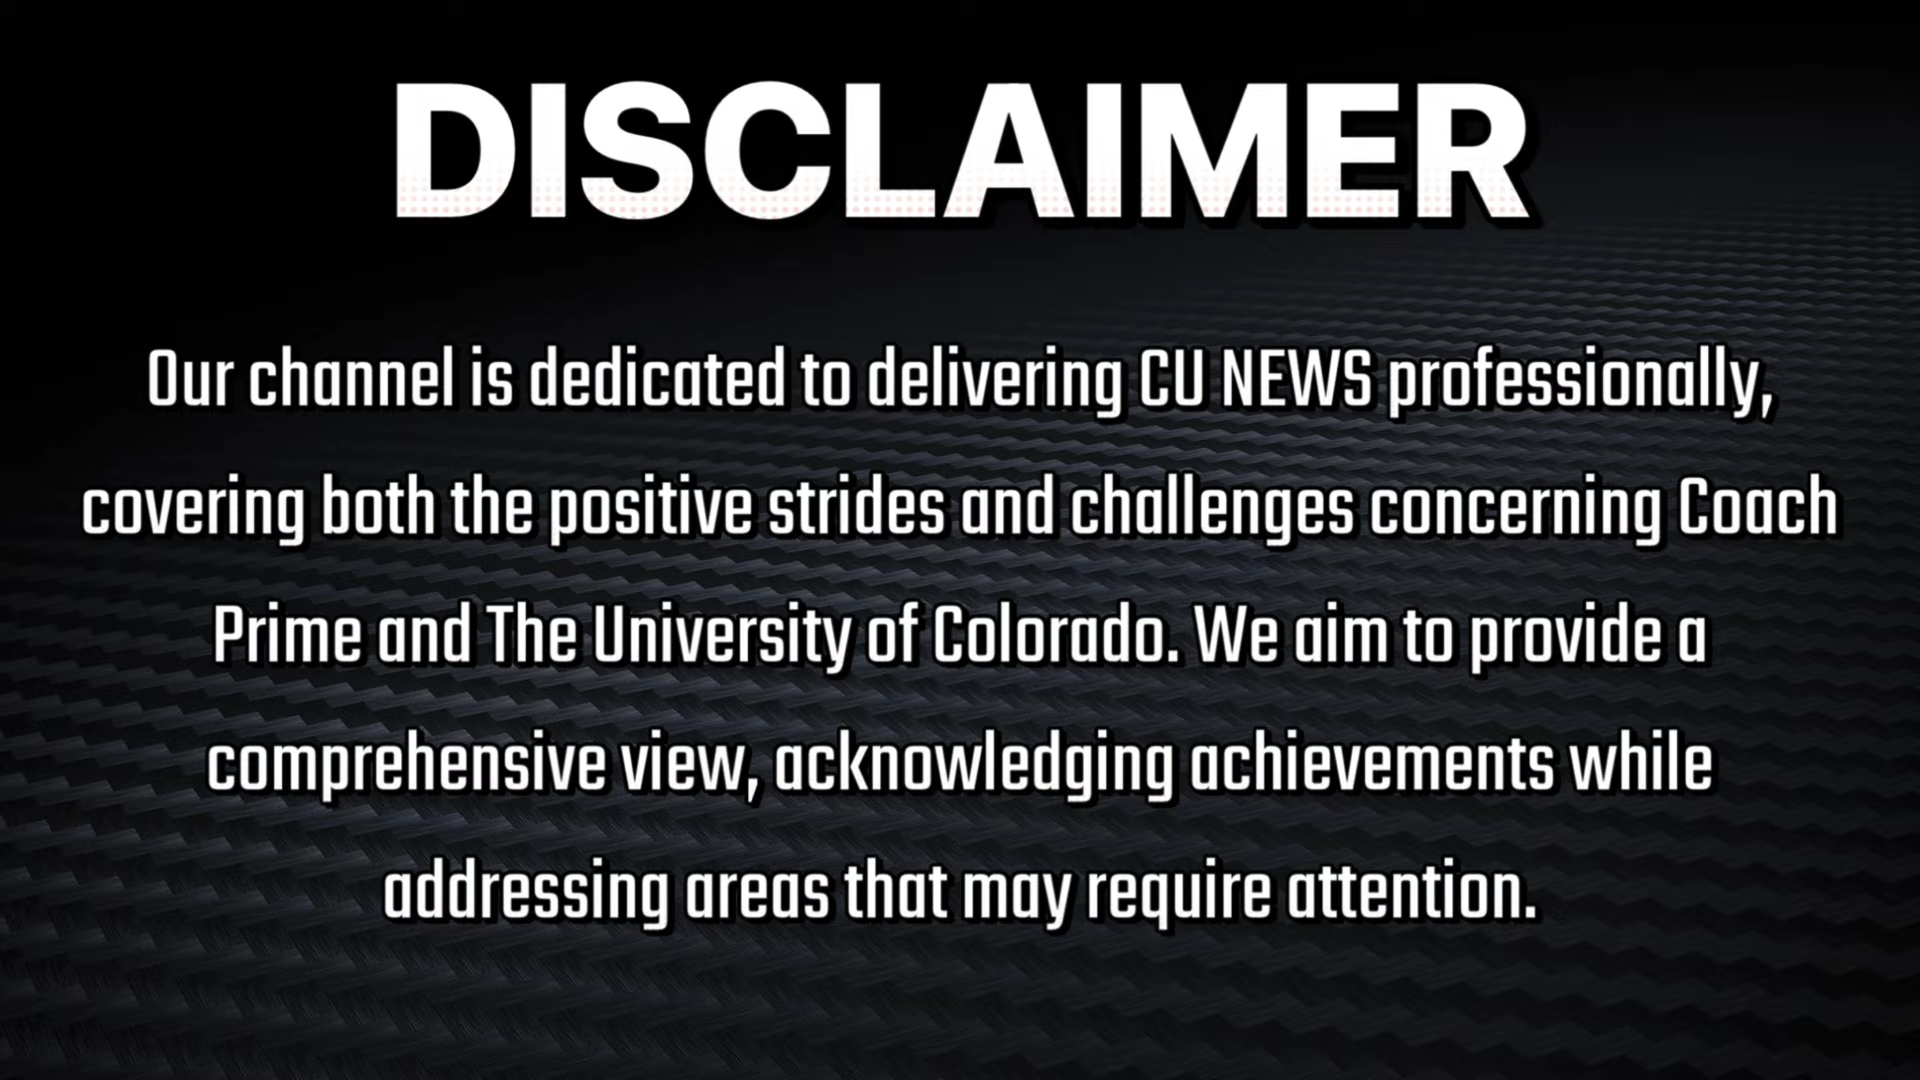 DISCLAIMER
Our channel is dedicated to delivering CU NEWS professionally,
covering both the positive strides and challenges concerning Coach
Prime and The University of Colorado. We aim to provide a
comprehensive view, acknowledging achievements while
addressing areas that may require attention.